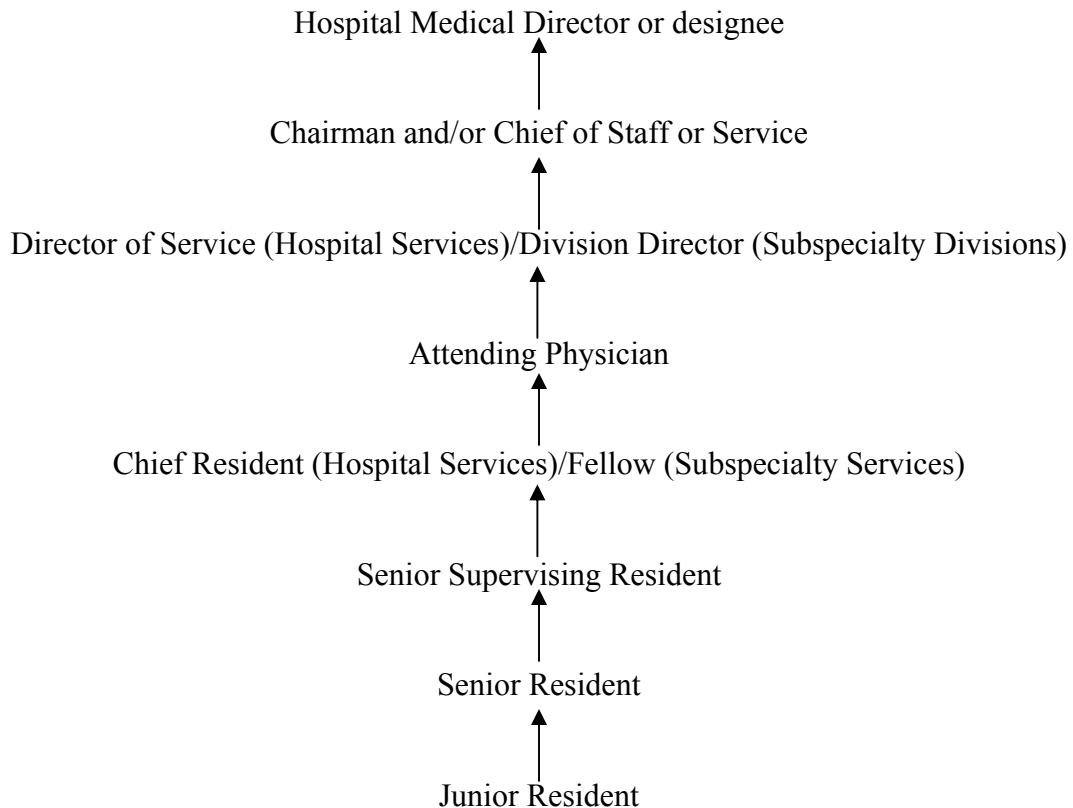 Hospital Medical Director or designee
Chairman and/or Chief of Staff or Service
Director of Service (Hospital Services)/Division Director (Subspecialty Divisions)
Attending Physician
Chief Resident (Hospital Services)/Fellow (Subspecialty Services)
Senior Supervising Resident
Senior Resident
Junior Resident